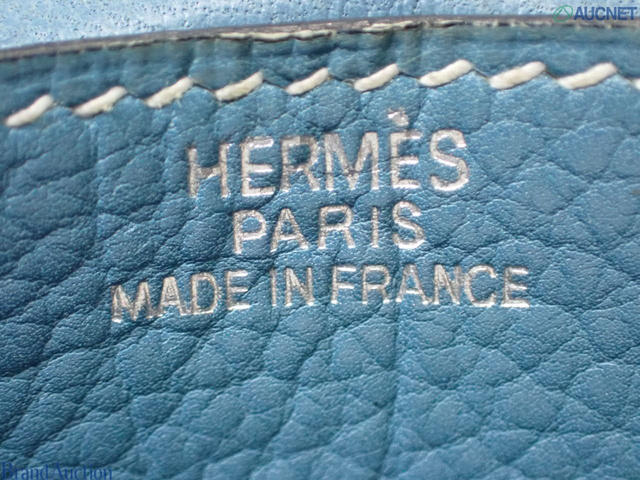 AUCNET
HERMÈS
PARIS
MADE IN FRANCE
Brand Auction